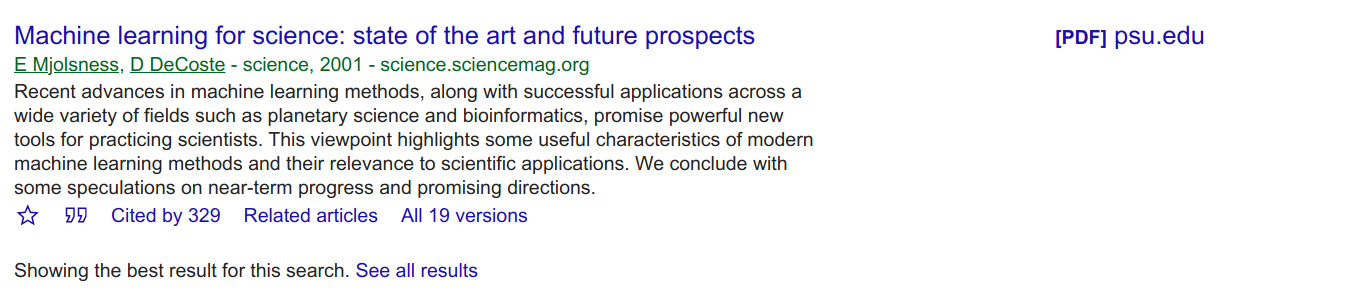 Machine learning for science: state of the art and future prospects
[PDF] psu.edu
E Mjolsness, D DeCoste - science, 2001 - science.sciencemag.org
Recent advances in machine learning methods, along with successful applications across a
wide variety of fields such as planetary science and bioinformatics, promise powerful new
tools for practicing scientists. This viewpoint highlights some useful characteristics of modern
machine learning methods and their relevance to scientific applications. We conclude with
some speculations on near-term progress and promising directions.
Cited by 329 Related articles All 19 versions
Showing the best result for this search. See all results